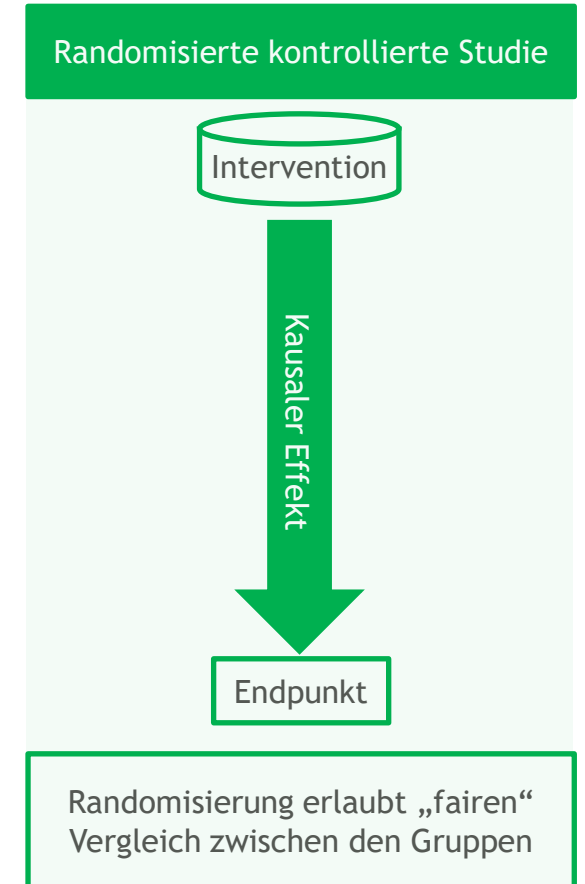 Randomisierte kontrollierte Studie
Intervention
Kausaler Effekt
Endpunkt
Randomisierung erlaubt „fairen“
Vergleich zwischen den Gruppen